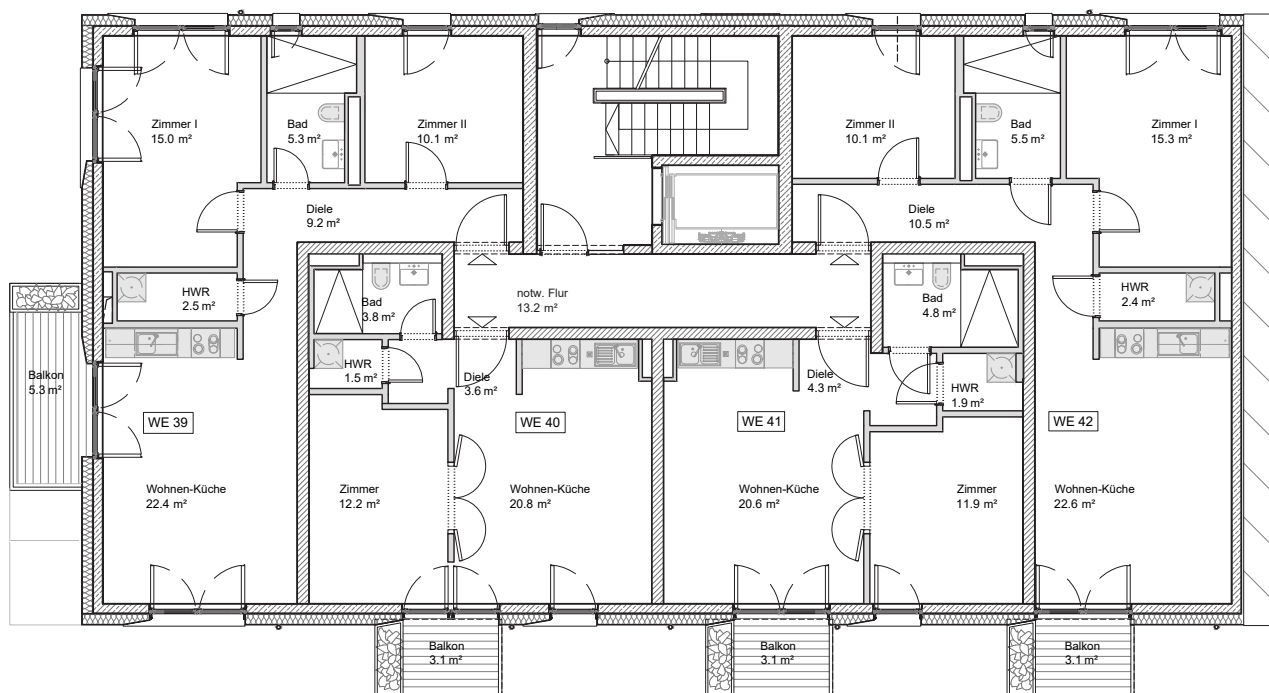 Zimmer I
15.0 m²
Bad
5.3 m²
Zimmer II
10.1 m²
Zimmer II
10.1 m²
Bad
5.5 m²
Zimmer I
15.3 m²
Diele
9.2 m²
Diele
10.5 m²
HWR
2.5 m²
Bad
3.8 m²
notw. Flur
13.2 m²
Bad
4.8 m²
HWR
2.4 m²
Balkon
5.3 m²
HWR
1.5 m²
Diele
3.6 m²
Diele
4.3 m²
HWR
1.9 m²
WE 39
WE 40
WE 41
WE 42
Wohnen-Küche
22.4 m²
Zimmer
12.2 m²
Wohnen-Küche
20.8 m²
Wohnen-Küche
20.6 m²
Zimmer
11.9 m²
Wohnen-Küche
22.6 m²
Balkon
3.1 m²
Balkon
3.1 m²
Balkon
3.1 m²